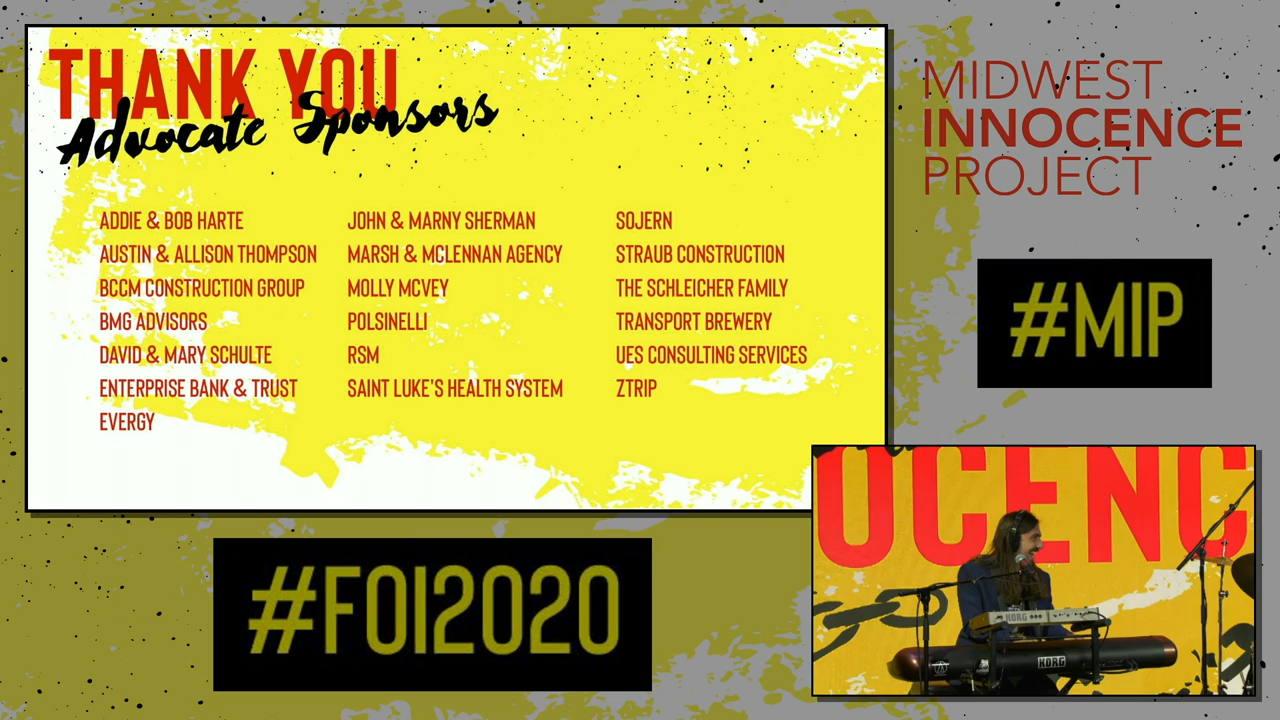 THANK YOU
Advocate Sponsors
ADDIE & BOB HARTE
AUSTIN & ALLISON THOMPSON
BCCM CONSTRUCTION GROUP
BMG ADVISORS
DAVID & MARY SCHULTE
ENTERPRISE BANK & TRUST
EVERGY
JOHN & MARNY SHERMAN
MARSH & MCLENNAN AGENCY
MOLLY MCVEY
POLSINELLI
RSM
SAINT LUKE'S HEALTH SYSTEM
SOJERN
STRAUB CONSTRUCTION
THE SCHLEICHER FAMILY
TRANSPORT BREWERY
UES CONSULTING SERVICES
ZTRIP
MIDWEST
INNOCENCE
PROJECT
#MIP
#FOI2020
OCENC
KORG
KORG